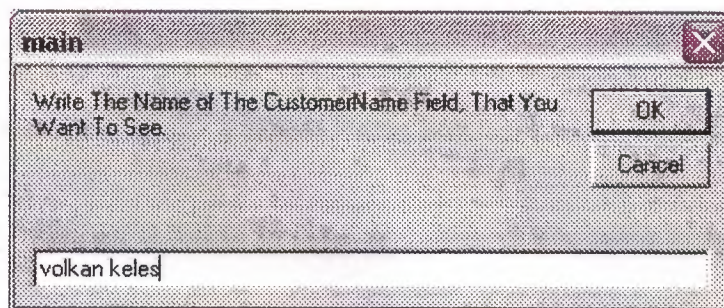 main
Write The Name of The CustomerName Field, That You
Want To See.
OK
Cancel
volkan keles